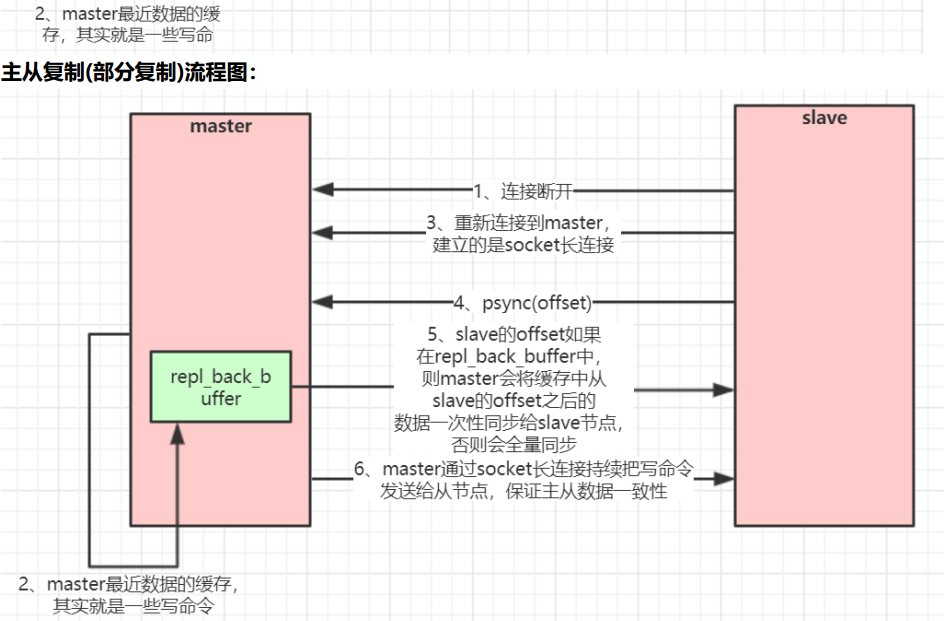 2、master最近数据的缓
存，其实就是一些写命
主从复制(部分复制)流程图：
master
slave
1、连接断开
3、重新连接到master，
建立的是socket长连接
4、psync(offset)
5、slave的offset如果
在repl_back_buffer中，
则master会将缓存中从
slave的offset之后的
数据一次性同步给slave节点，
否则会全量同步
repl_back_b
uffer
6、master通过socket长连接持续把写命令
发送给从节点，保证主从数据一致性
2、master最近数据的缓存，
其实就是一些写命令